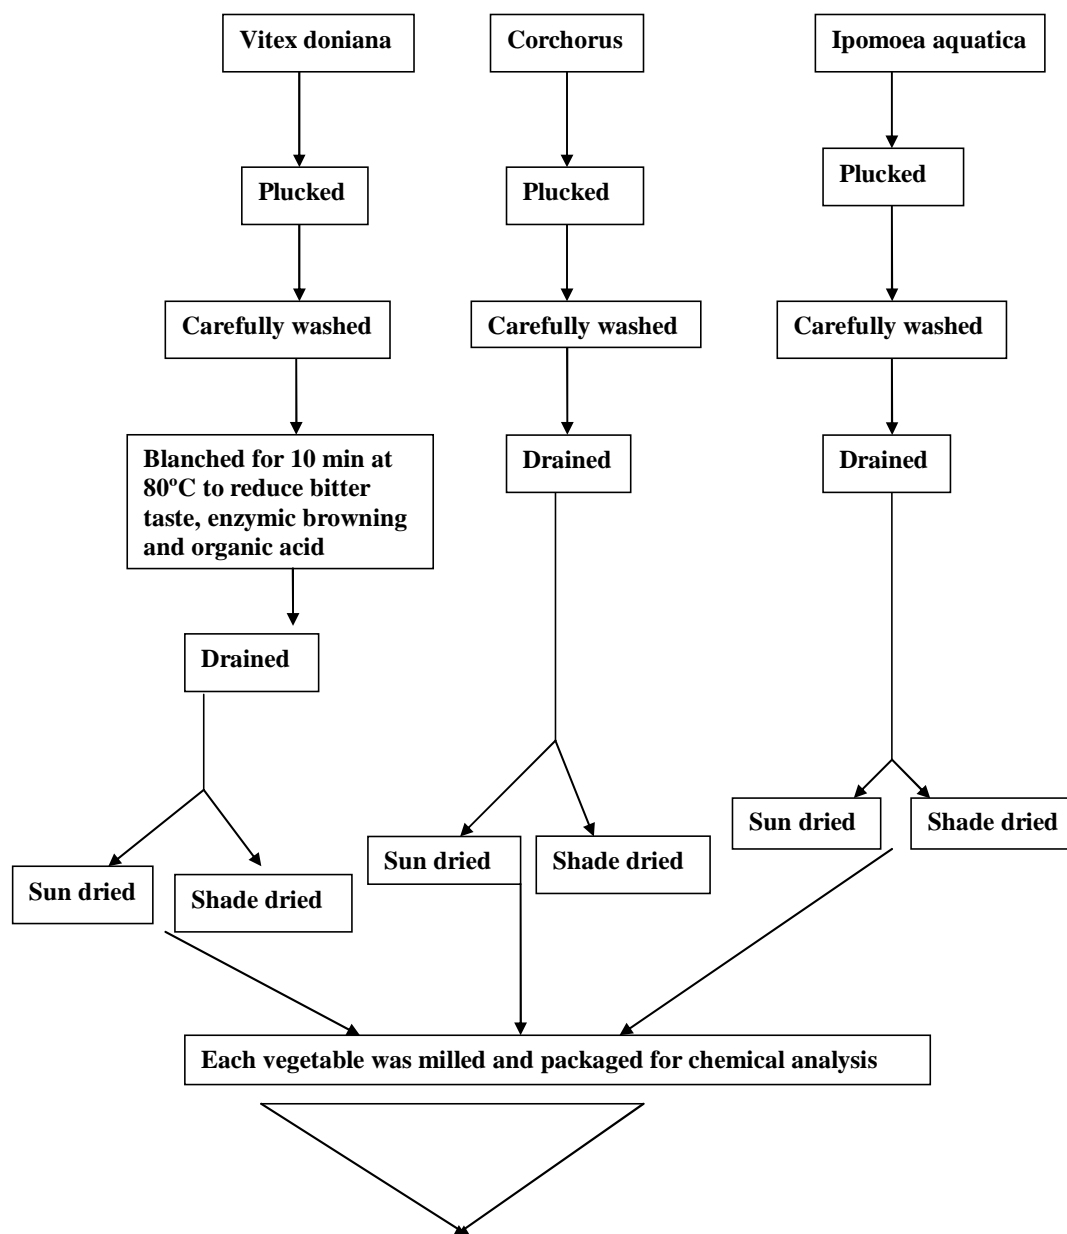 Vitex doniana
Corchorus
Ipomoea aquatica
Plucked
Plucked
Plucked
Carefully washed
Carefully washed
Carefully washed
Blanched for 10 min at
80ºC to reduce bitter
taste, enzymic browning
and organic acid
Drained
Drained
Drained
Sun dried
Shade dried
Sun dried
Shade dried
Sun dried
Shade dried
Each vegetable was milled and packaged for chemical analysis